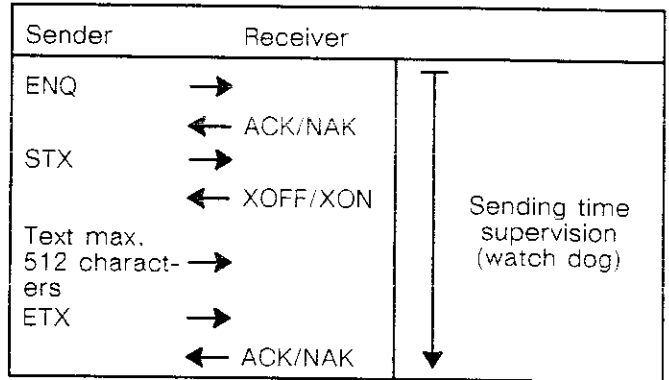 Sender Receiver
ENQ
ACK/NAK
STX
XOFF/XON
Text max.
512 charact-
ers
ETX
ACK/NAK
Sending time
supervision
(watch dog)